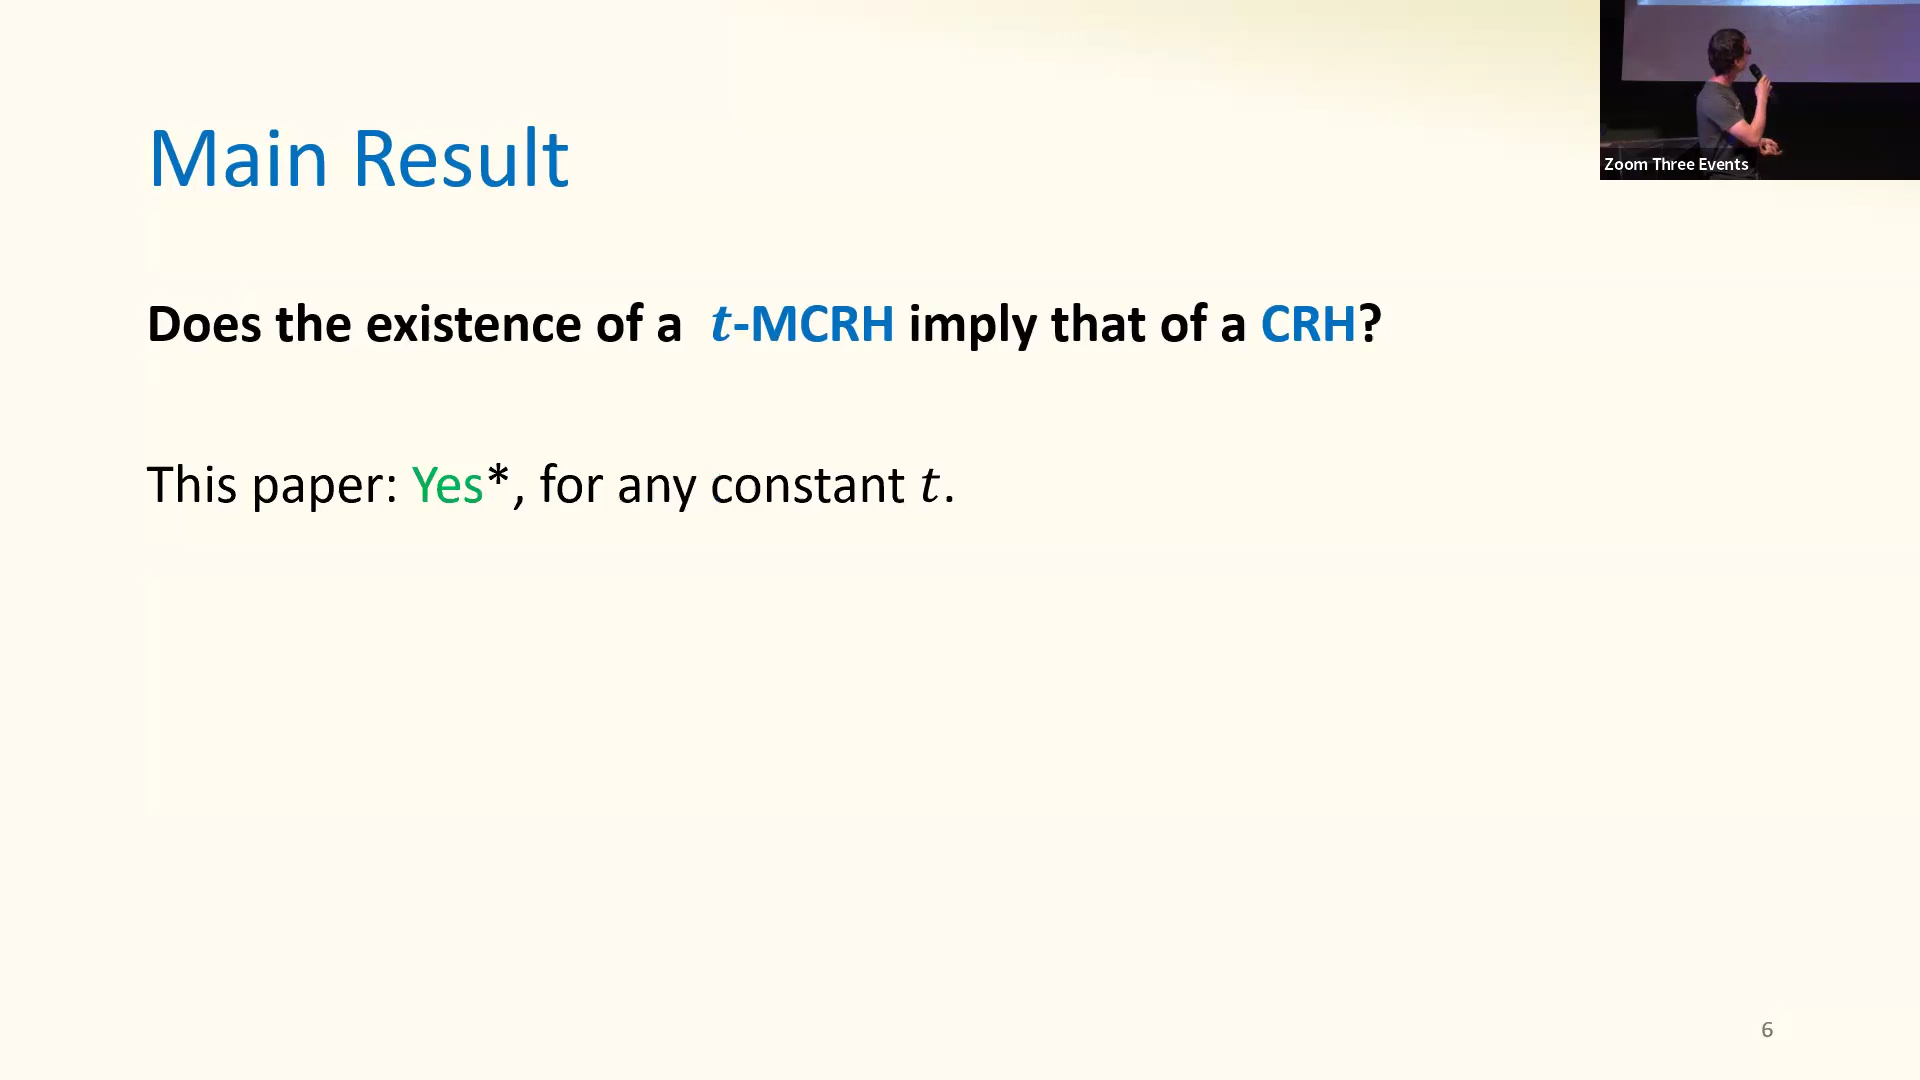 Main Result
Zoom Three Events
Does the existence of a t-MCRH imply that of a CRH?
This paper: Yes*, for any constant t.
6